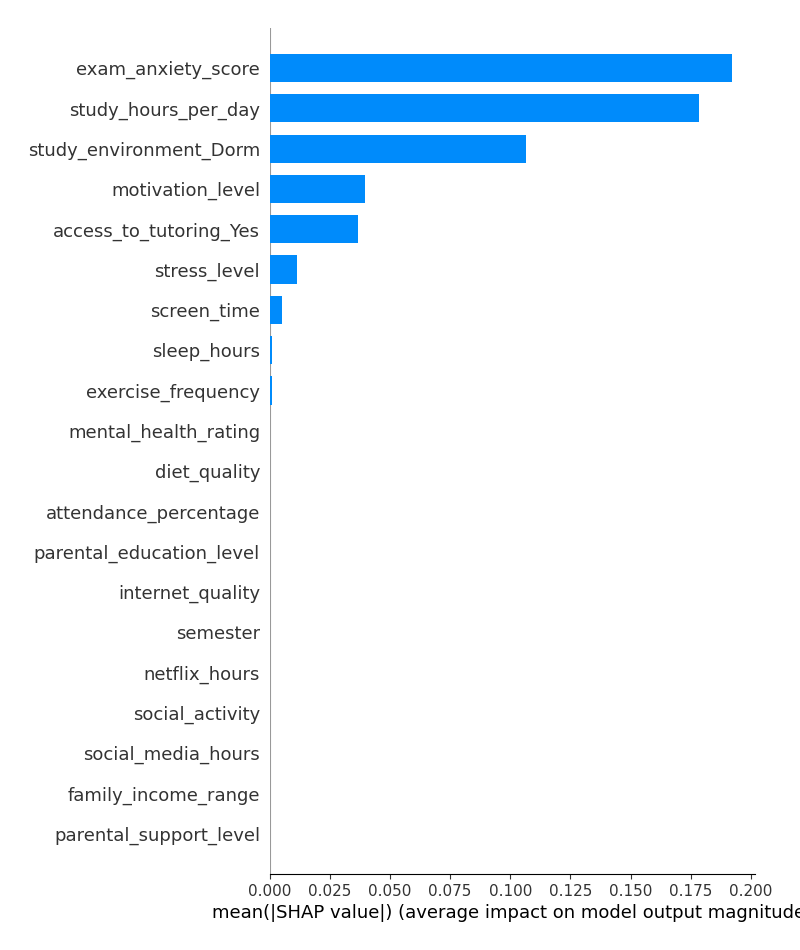 exam_anxiety_score
study_hours_per_day
study_environment_Dorm
motivation_level
access_to_tutoring_Yes
stress_level
screen_time
sleep_hours
exercise_frequency
mental_health_rating
diet_quality
attendance_percentage
parental_education_level
internet_quality
semester
netflix_hours
social_activity
social_media_hours
family_income_range
parental_support_level
0.000 0.025 0.050 0.075 0.100 0.125 0.150 0.175 0.200
mean(|SHAP value|) (average impact on model output magnitude